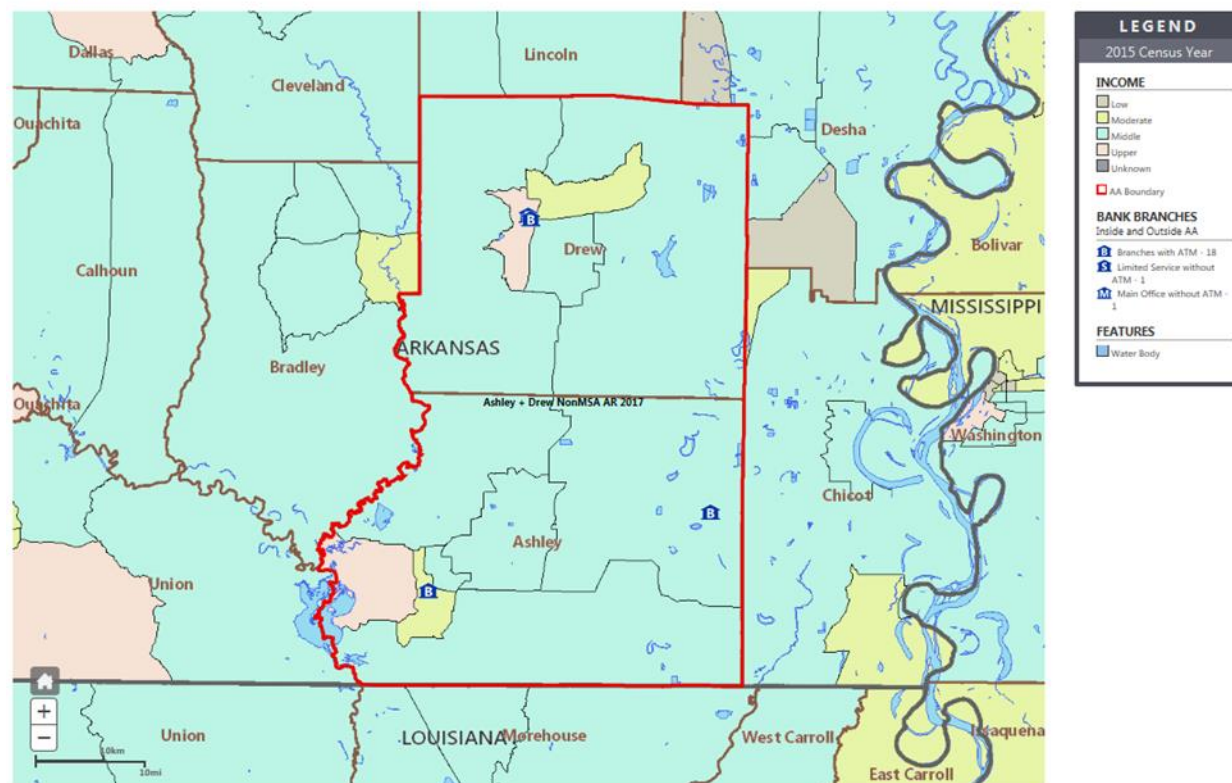 Dallas
Cleveland
Lincoln
Ouachita
Desha
Calhoun
Drew
B
Bolivar
MISSISSIPPI
ARKANSAS
Bradley
Ouachita
Ashley + Drew NonMSA AR 2017
Washington
Chicot
B
Ashley
Union
B
+
−
10km
10mi
Union
LOUISIANA
Morehouse
West Carroll
Issaquena
East Carroll
LEGEND
2015 Census Year
INCOME
Low
Moderate
Middle
Upper
Unknown
AA Boundary
BANK BRANCHES
Inside and Outside AA
B Branches with ATM - 18
S Limited Service without
ATM - 1
M Main Office without ATM -
1
FEATURES
Water Body